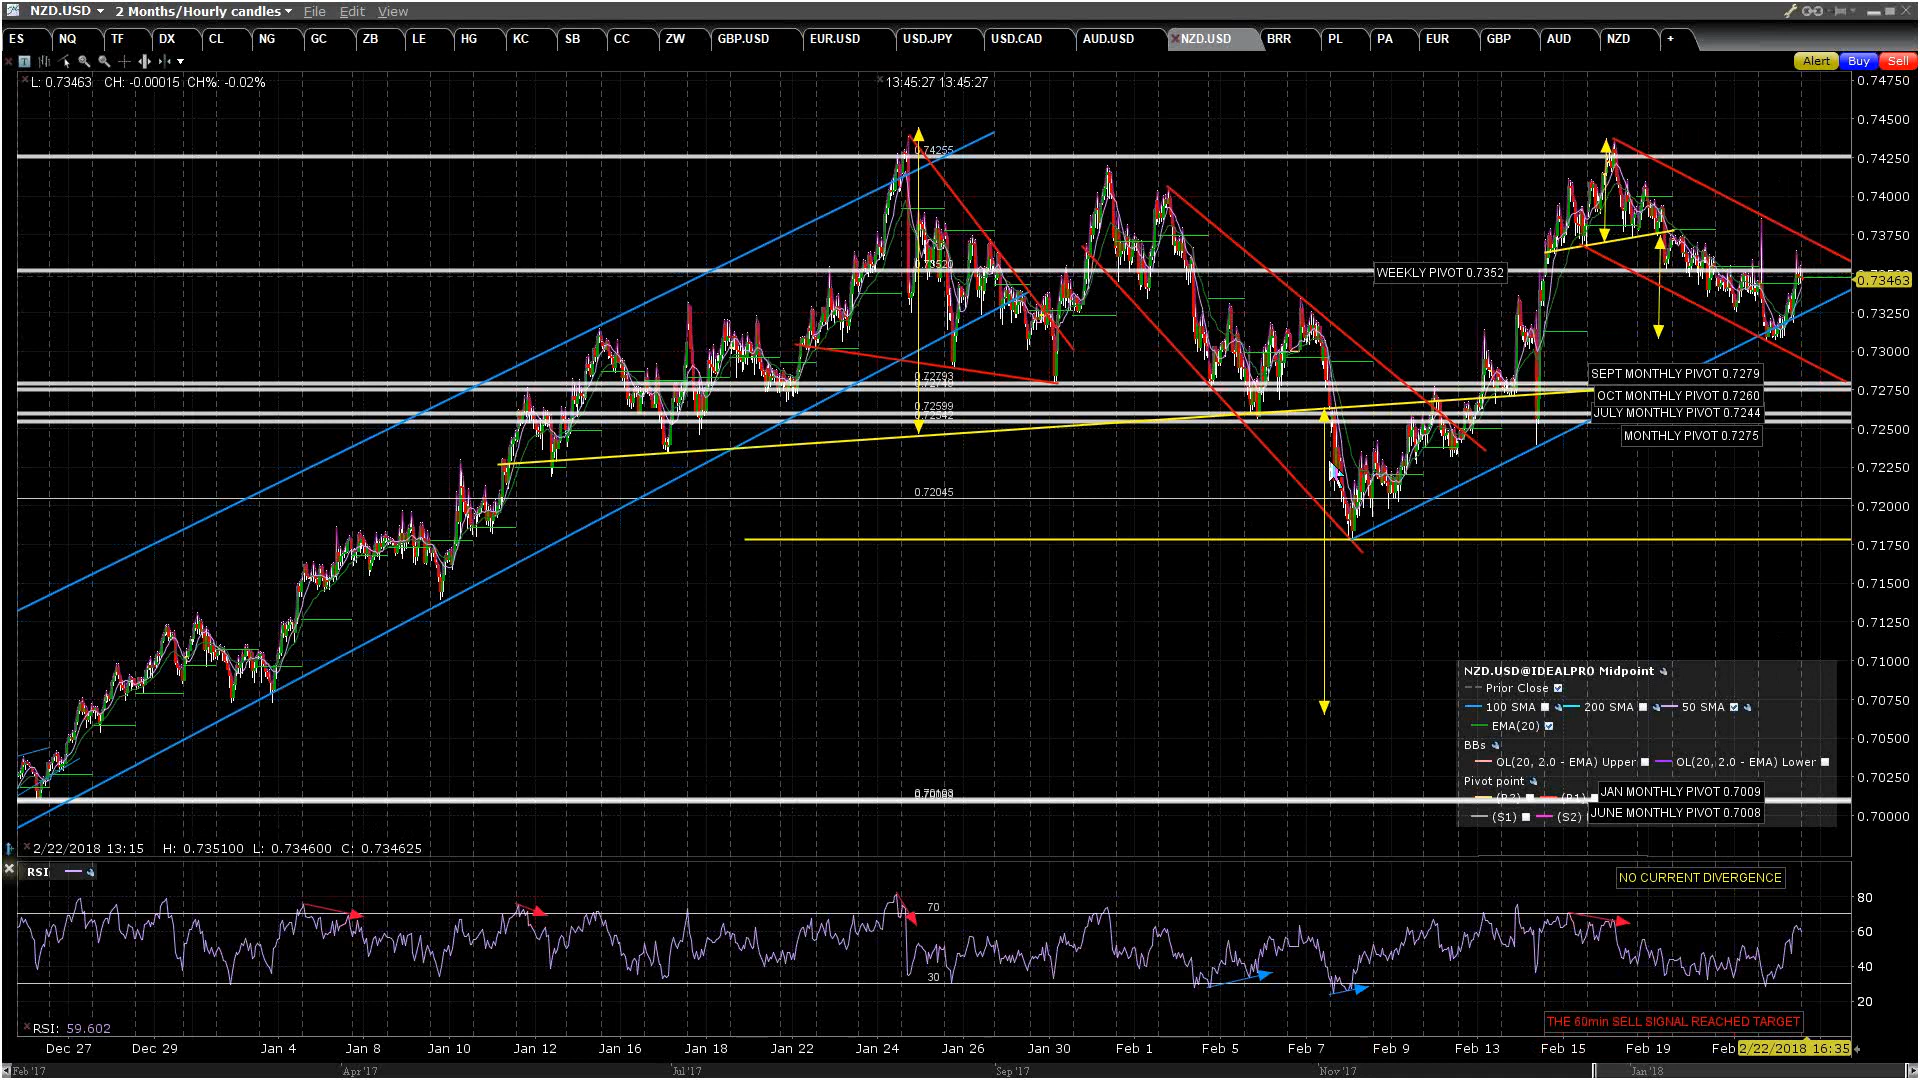 NZD.USD 2 Months/Hourly candles File Edit View
ES NQ TF DX CL NG GC ZB LE HG KC SB CC ZW GBP.USD EUR.USD USD.JPY USD.CAD AUD.USD NZD.USD BRR PL PA EUR GBP AUD NZD +
Alert Buy Sell
L: 0.73463 CH: -0.00015 CH%: -0.02%
13:45:27 13:45:27
0.74750
0.74500
0.74255
0.74250
0.74000
0.73750
0.73520
WEEKLY PIVOT 0.7352
0.73463
0.73250
0.73000
0.72793
SEPT MONTHLY PIVOT 0.7279
0.72750
OCT MONTHLY PIVOT 0.7260
0.72599
JULY MONTHLY PIVOT 0.7244
MONTHLY PIVOT 0.7275
0.72500
0.72250
0.72045
0.72000
0.71750
0.71500
0.71250
0.71000
NZD.USD@IDEALPRO Midpoint
Prior Close
100 SMA 200 SMA 50 SMA
EMA(20)
0.70750
0.70500
BBs
OL(20, 2.0 - EMA) Upper OL(20, 2.0 - EMA) Lower
0.70250
Pivot point
JAN MONTHLY PIVOT 0.7009
(S1) (S2)
JUNE MONTHLY PIVOT 0.7008
0.70000
2/22/2018 13:15 H: 0.735100 L: 0.734600 C: 0.734625
RSI
NO CURRENT DIVERGENCE
80
70
60
40
30
20
THE 60min SELL SIGNAL REACHED TARGET
RSI: 59.602
Dec 27 Dec 29 Jan 4 Jan 8 Jan 10 Jan 12 Jan 16 Jan 18 Jan 22 Jan 24 Jan 26 Jan 30 Feb 1 Feb 5 Feb 7 Feb 9 Feb 13 Feb 15 Feb 19 Feb 2/22/2018 16:35
Feb '17 Apr '17 Jul '17 Sep '17 Nov '17 Jan '18